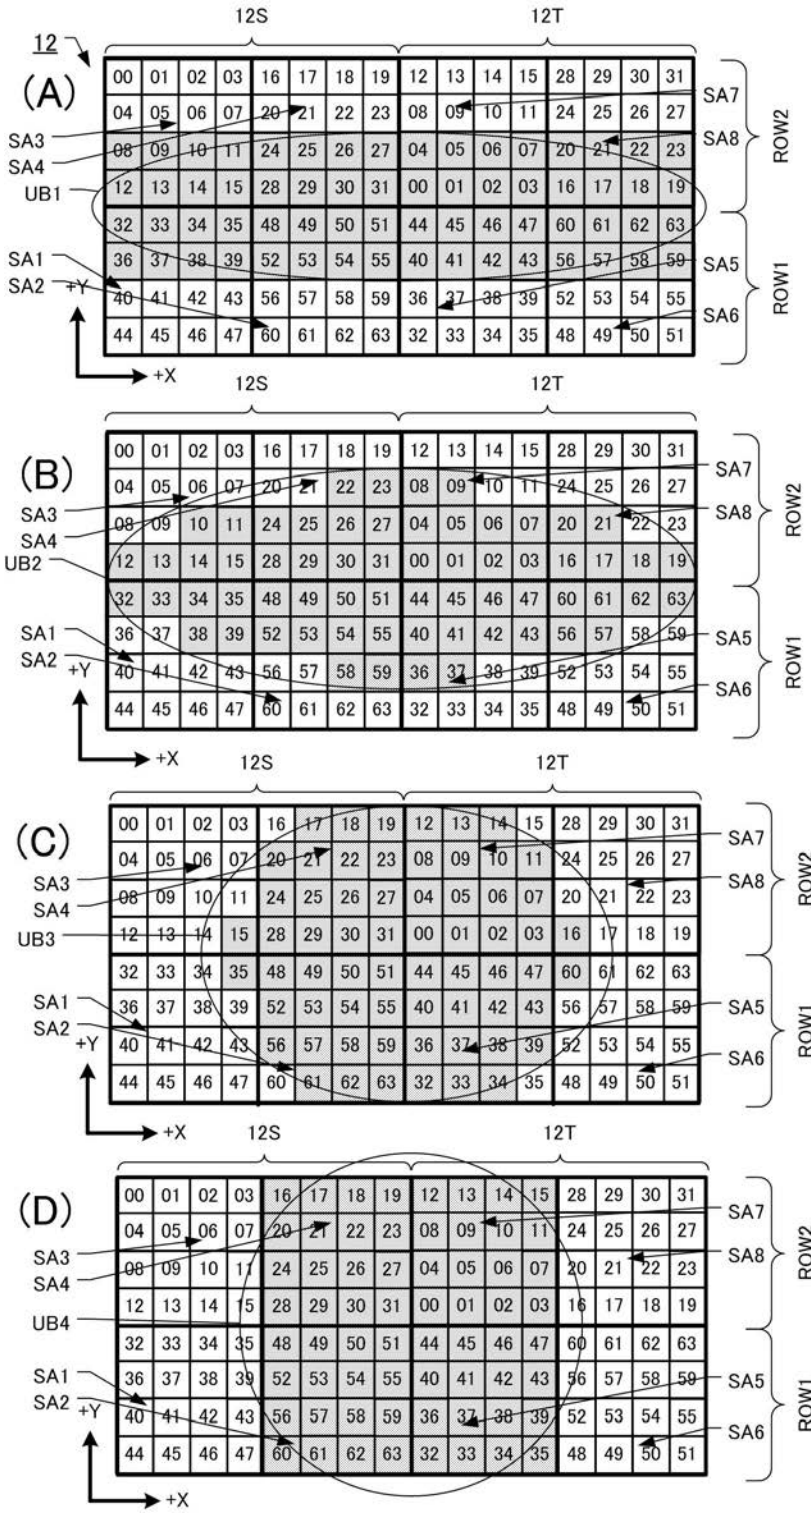 12S 12T
12
(A)
00 01 02 03 16 17 18 19 12 13 14 15 28 29 30 31
04 05 06 07 20 21 22 23 08 09 10 11 24 25 26 27 SA7
SA3
SA4
08 09 10 11 24 25 26 27 04 05 06 07 20 21 22 23 SA8 ROW2
UB1 12 13 14 15 28 29 30 31 00 01 02 03 16 17 18 19
32 33 34 35 48 49 50 51 44 45 46 47 60 61 62 63
SA1 36 37 38 39 52 53 54 55 40 41 42 43 56 57 58 59 SA5 ROW1
SA2
+Y 40 41 42 43 56 57 58 59 36 37 38 39 52 53 54 55 SA6
44 45 46 47 60 61 62 63 32 33 34 35 48 49 50 51
+X
12S 12T
(B)
00 01 02 03 16 17 18 19 12 13 14 15 28 29 30 31
04 05 06 07 20 21 22 23 08 09 10 11 24 25 26 27 SA7
SA3
SA4
08 09 10 11 24 25 26 27 04 05 06 07 20 21 22 23 SA8 ROW2
UB2 12 13 14 15 28 29 30 31 00 01 02 03 16 17 18 19
32 33 34 35 48 49 50 51 44 45 46 47 60 61 62 63
SA1 36 37 38 39 52 53 54 55 40 41 42 43 56 57 58 59 SA5 ROW1
SA2
+Y 40 41 42 43 56 57 58 59 36 37 38 39 52 53 54 55 SA6
44 45 46 47 60 61 62 63 32 33 34 35 48 49 50 51
+X
12S 12T
(C)
00 01 02 03 16 17 18 19 12 13 14 15 28 29 30 31
04 05 06 07 20 21 22 23 08 09 10 11 24 25 26 27 SA7
SA3
SA4
08 09 10 11 24 25 26 27 04 05 06 07 20 21 22 23 SA8 ROW2
UB3 12 13 14 15 28 29 30 31 00 01 02 03 16 17 18 19
32 33 34 35 48 49 50 51 44 45 46 47 60 61 62 63
SA1 36 37 38 39 52 53 54 55 40 41 42 43 56 57 58 59 SA5 ROW1
SA2
+Y 40 41 42 43 56 57 58 59 36 37 38 39 52 53 54 55 SA6
44 45 46 47 60 61 62 63 32 33 34 35 48 49 50 51
+X
12S 12T
(D)
00 01 02 03 16 17 18 19 12 13 14 15 28 29 30 31
04 05 06 07 20 21 22 23 08 09 10 11 24 25 26 27 SA7
SA3
SA4
08 09 10 11 24 25 26 27 04 05 06 07 20 21 22 23 SA8 ROW2
UB4 12 13 14 15 28 29 30 31 00 01 02 03 16 17 18 19
32 33 34 35 48 49 50 51 44 45 46 47 60 61 62 63
SA1 36 37 38 39 52 53 54 55 40 41 42 43 56 57 58 59 SA5 ROW1
SA2
+Y 40 41 42 43 56 57 58 59 36 37 38 39 52 53 54 55 SA6
44 45 46 47 60 61 62 63 32 33 34 35 48 49 50 51
+X